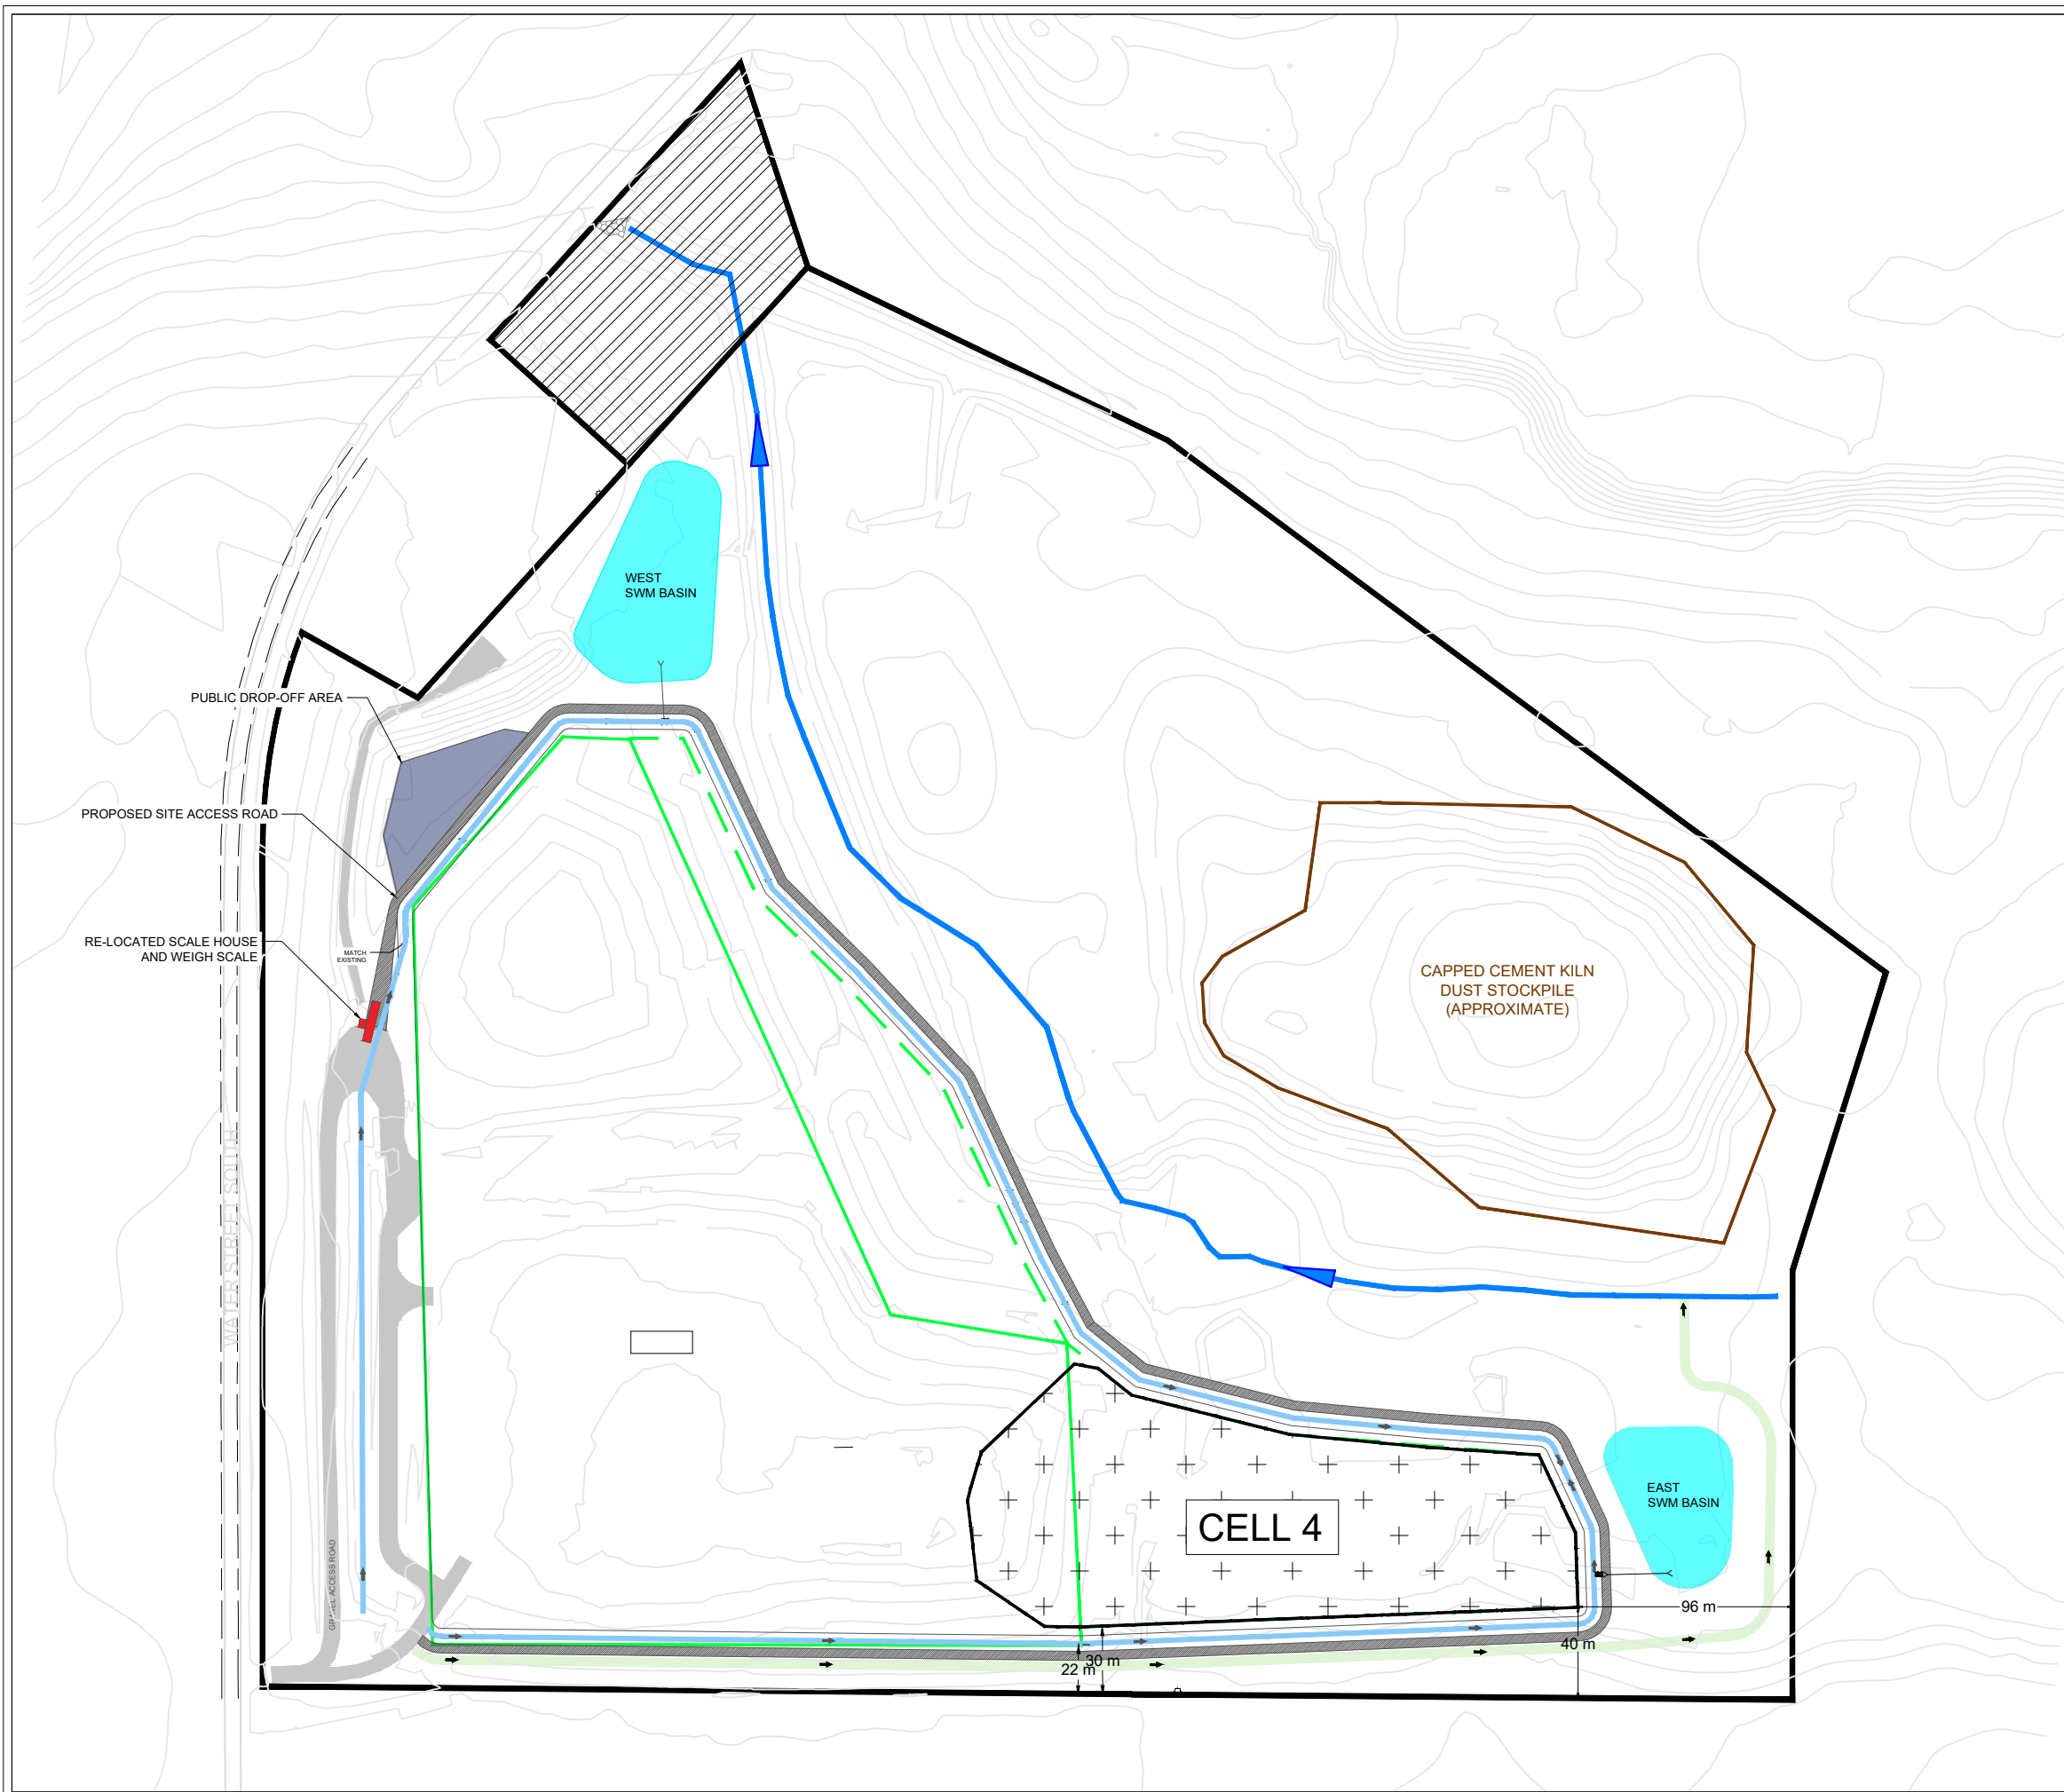 WEST
SWM BASIN
PUBLIC DROP-OFF AREA
PROPOSED SITE ACCESS ROAD
RE-LOCATED SCALE HOUSE
AND WEIGH SCALE
MATCH
EXISTING
CAPPED CEMENT KILN
DUST STOCKPILE
(APPROXIMATE)
WATER STREET SOUTH
GRAVEL ACCESS ROAD
CELL 4
EAST
SWM BASIN
96 m
40 m
30 m
22 m